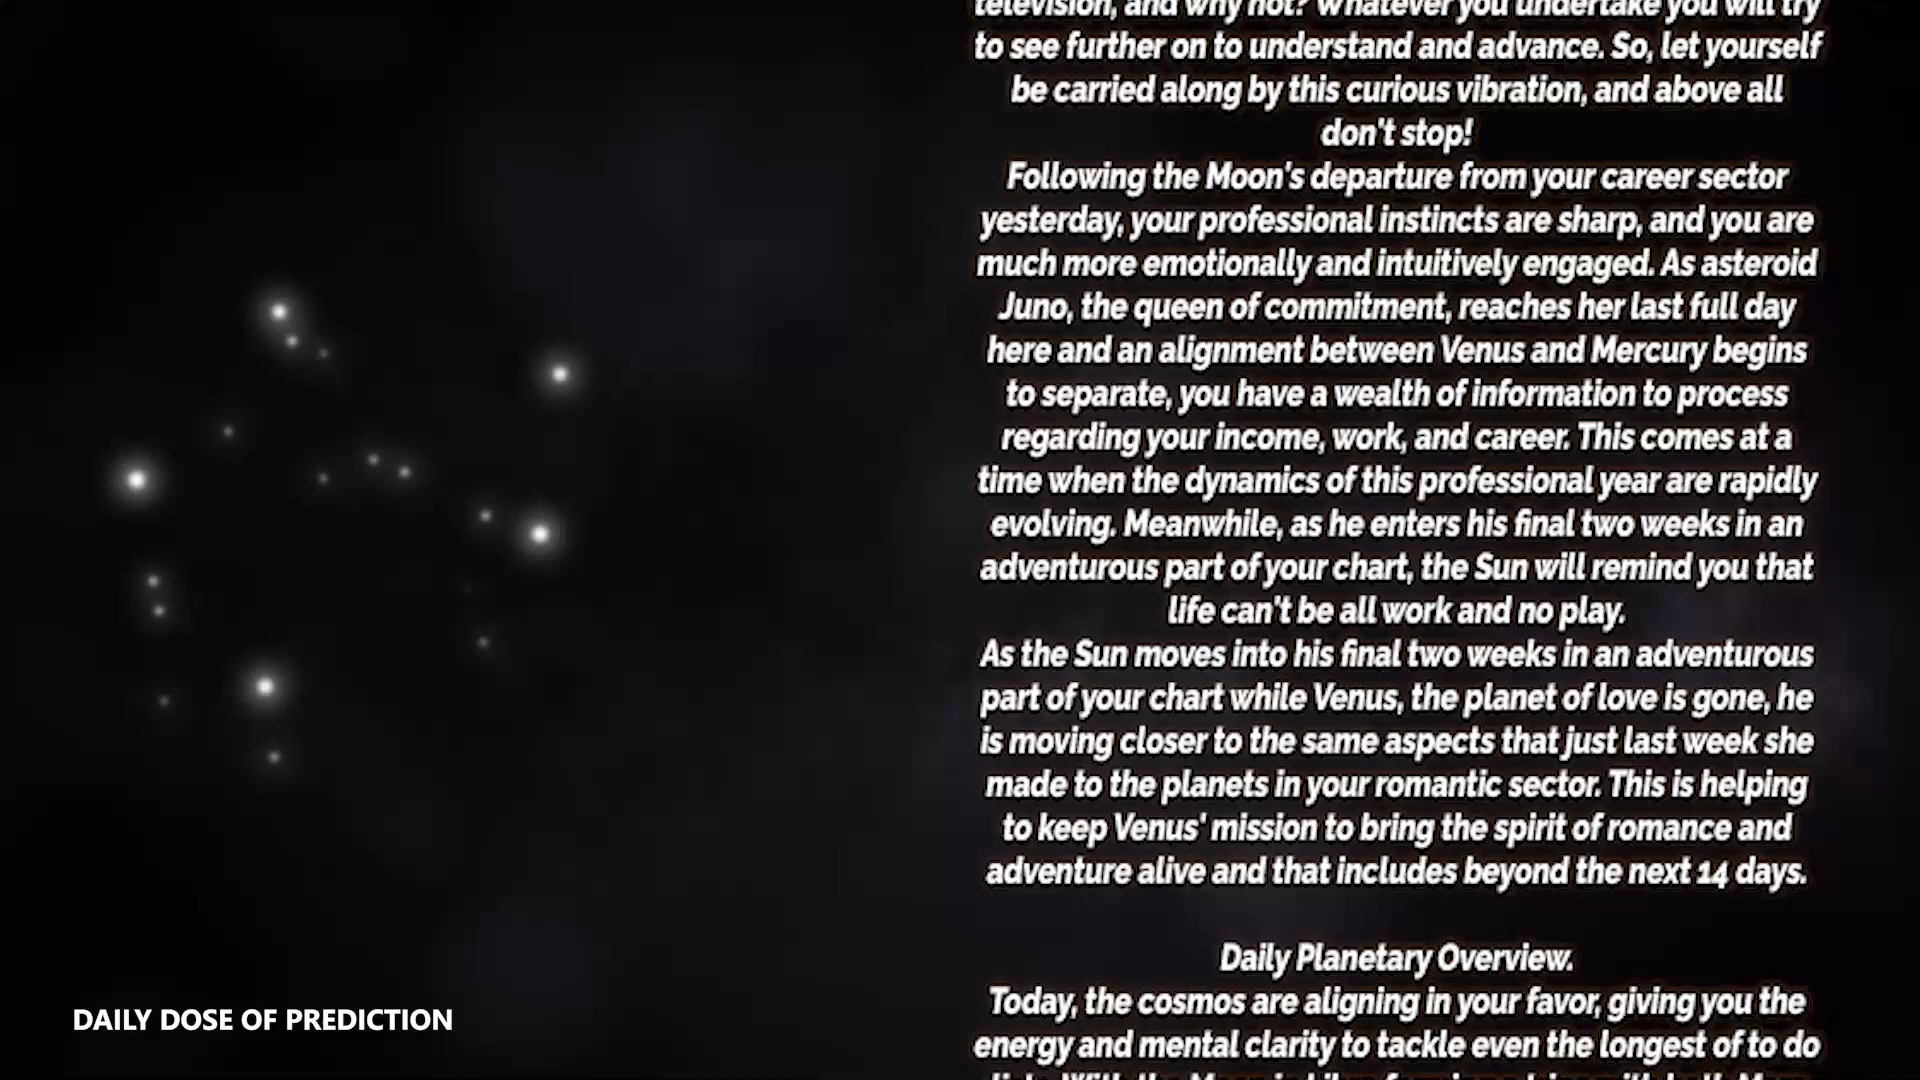 television, and why not? Whatever you undertake you will try
to see further on to understand and advance. So, let yourself
be carried along by this curious vibration, and above all
don't stop!
Following the Moon's departure from your career sector
yesterday, your professional instincts are sharp, and you are
much more emotionally and intuitively engaged. As asteroid
Juno, the queen of commitment, reaches her last full day
here and an alignment between Venus and Mercury begins
to separate, you have a wealth of information to process
regarding your income, work, and career. This comes at a
time when the dynamics of this professional year are rapidly
evolving. Meanwhile, as he enters his final two weeks in an
adventurous part of your chart, the Sun will remind you that
life can't be all work and no play.
As the Sun moves into his final two weeks in an adventurous
part of your chart while Venus, the planet of love is gone, he
is moving closer to the same aspects that just last week she
made to the planets in your romantic sector. This is helping
to keep Venus' mission to bring the spirit of romance and
adventure alive and that includes beyond the next 14 days.
Daily Planetary Overview.
Today, the cosmos are aligning in your favor, giving you the
energy and mental clarity to tackle even the longest of to do
DAILY DOSE OF PREDICTION